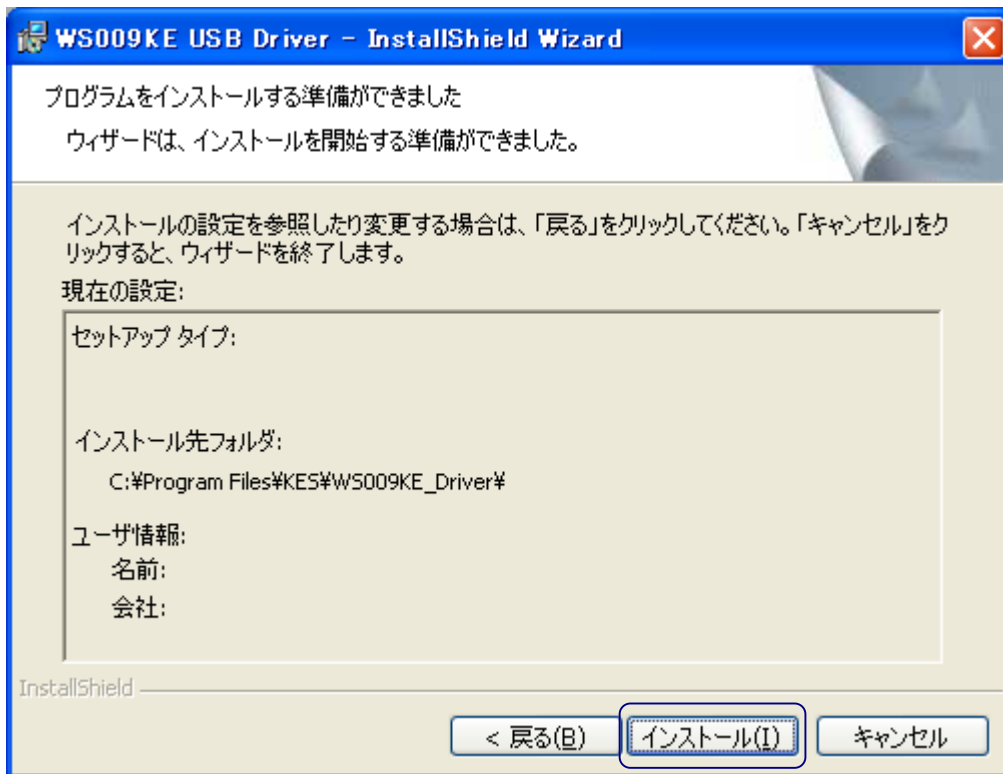 WS009KE USB Driver - InstallShield Wizard
プログラムをインストールする準備ができました
ウィザードは、インストールを開始する準備ができました。
インストールの設定を参照したり変更する場合は、「戻る」をクリックしてください。「キャンセル」をク
リックすると、ウィザードを終了します。
現在の設定:
セットアップ タイプ:
インストール先フォルダ:
C:¥Program Files¥KES¥WS009KE_Driver¥
ユーザ情報:
名前:
会社:
InstallShield
< 戻る(B) インストール(I) キャンセル